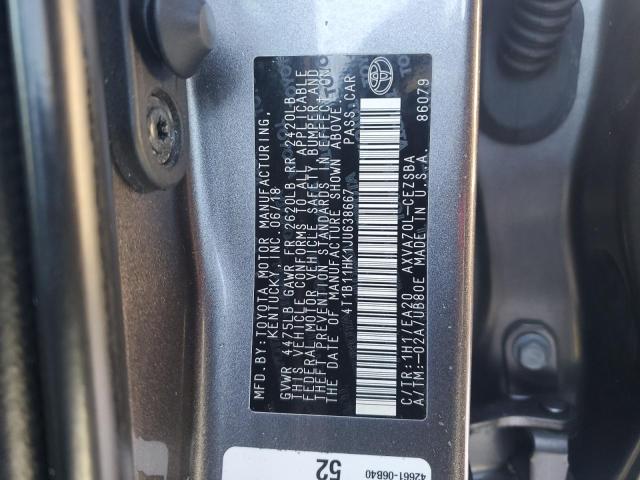 MFD. BY: TOYOTA MOTOR MANUFACTURING,
KENTUCKY, INC. 06/18
GVWR 4475LB GAWR FR 2620LB RR 2420LB
THIS VEHICLE CONFORMS TO ALL APPLICABLE
FEDERAL MOTOR VEHICLE SAFETY, BUMPER AND
THEFT PREVENTION STANDARDS IN EFFECT ON
THE DATE OF MANUFACTURE SHOWN ABOVE.
4T1B11HK1JU638667 PASS. CAR
C/TR: 1H1/EA20 AXVA70L-CEZSBA
A/TM: -02A/UB80E MADE IN U.S.A. 86079
42661-06B40
52